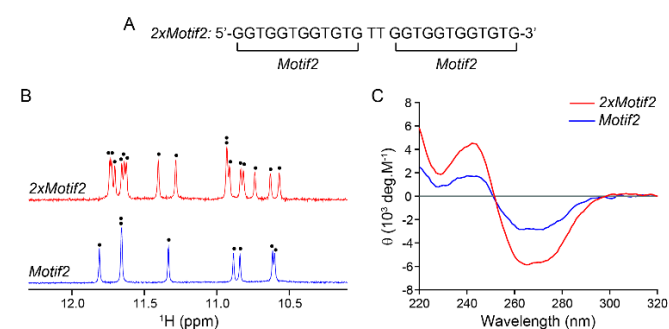 A
2xMotif2: 5'-GGTGGTGGTGTG TT GGTGGTGGTGTG-3'
Motif2 Motif2
B
2xMotif2
Motif2
12.0 11.5 11.0 10.5
¹H (ppm)
C
2xMotif2
Motif2
θ (10³ deg.M⁻¹)
8
6
4
2
0
-2
-4
-6
-8
220 240 260 280 300 320
Wavelength (nm)